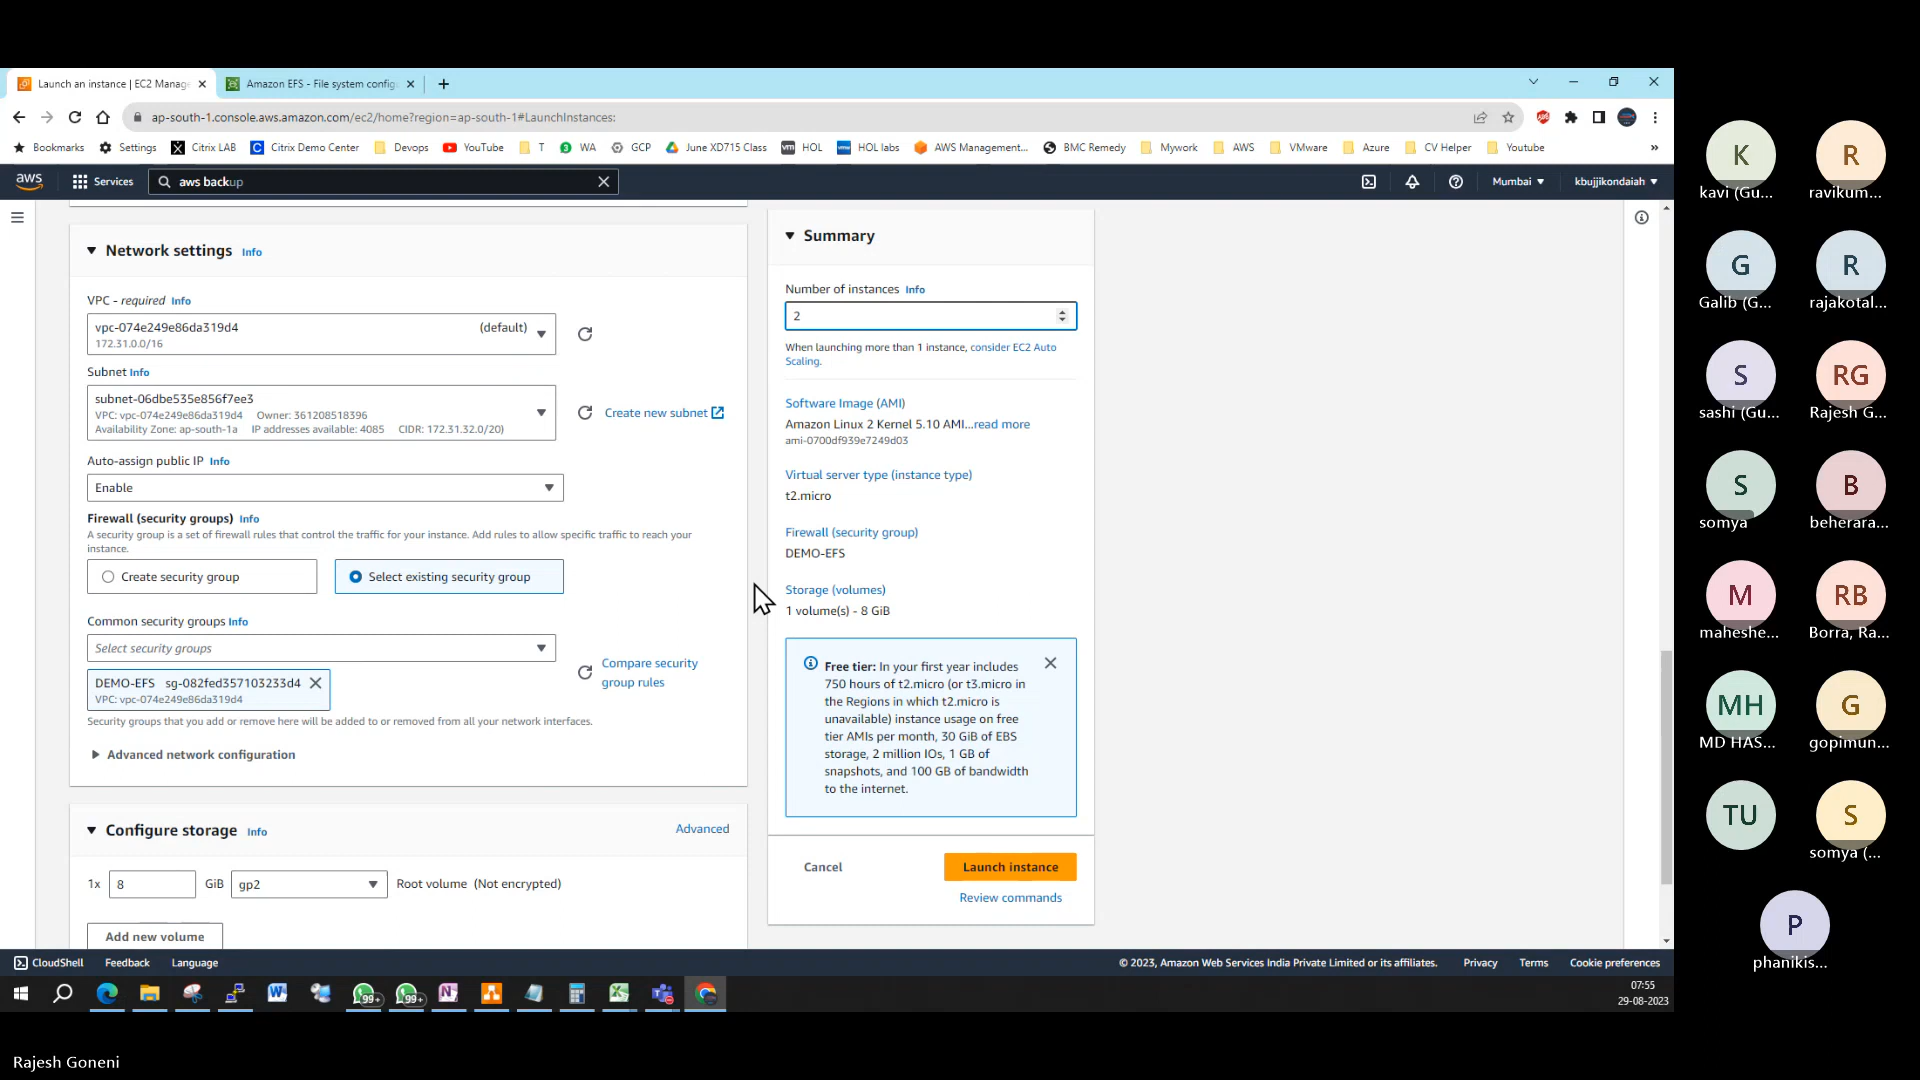 Launch an instance | EC2 Manage
Amazon EFS - File system config
ap-south-1.console.aws.amazon.com/ec2/home?region=ap-south-1#LaunchInstances:
Bookmarks
Settings
Citrix LAB
Citrix Demo Center
Devops
YouTube
T
WA
GCP
June XD715 Class
HOL
HOL labs
AWS Management...
BMC Remedy
Mywork
AWS
VMware
Azure
CV Helper
Youtube
»
aws
Services
aws backup
Mumbai
kbujjikondaiah
Network settings Info
VPC - required Info
vpc-074e249e86da319d4 (default)
172.31.0.0/16
Subnet Info
subnet-06dbe535e856f7ee3
VPC: vpc-074e249e86da319d4 Owner: 361208518396
Availability Zone: ap-south-1a IP addresses available: 4085 CIDR: 172.31.32.0/20)
Create new subnet
Auto-assign public IP Info
Enable
Firewall (security groups) Info
A security group is a set of firewall rules that control the traffic for your instance. Add rules to allow specific traffic to reach your
instance.
Create security group
Select existing security group
Common security groups Info
Select security groups
Compare security
group rules
DEMO-EFS sg-082fed357103233d4
VPC: vpc-074e249e86da319d4
Security groups that you add or remove here will be added to or removed from all your network interfaces.
Advanced network configuration
Configure storage Info
Advanced
1x 8 GiB gp2 Root volume (Not encrypted)
Add new volume
Summary
Number of instances Info
2
When launching more than 1 instance, consider EC2 Auto
Scaling.
Software Image (AMI)
Amazon Linux 2 Kernel 5.10 AMI...read more
ami-0700df939e7249d03
Virtual server type (instance type)
t2.micro
Firewall (security group)
DEMO-EFS
Storage (volumes)
1 volume(s) - 8 GiB
Free tier: In your first year includes
750 hours of t2.micro (or t3.micro in
the Regions in which t2.micro is
unavailable) instance usage on free
tier AMIs per month, 30 GiB of EBS
storage, 2 million IOs, 1 GB of
snapshots, and 100 GB of bandwidth
to the internet.
Cancel
Launch instance
Review commands
CloudShell
Feedback
Language
© 2023, Amazon Web Services India Private Limited or its affiliates.
Privacy
Terms
Cookie preferences
99+
99+
07:55
29-08-2023
K
kavi (Gu...
R
ravikum...
G
Galib (G...
R
rajakotal...
S
sashi (Gu...
RG
Rajesh G...
S
somya
B
beherara...
M
maheshe...
RB
Borra, Ra...
MH
MD HAS...
G
gopimun...
TU
S
somya (...
P
phanikis...
Rajesh Goneni